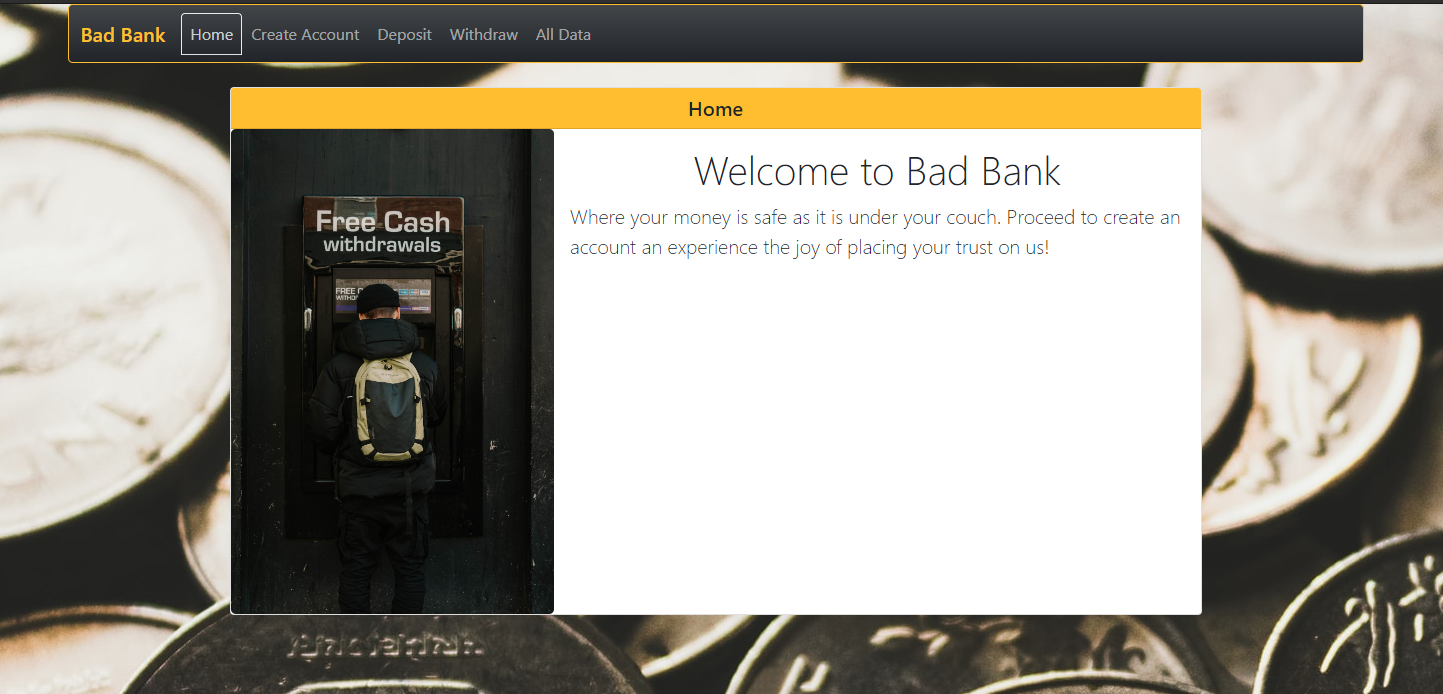 Bad Bank Home Create Account Deposit Withdraw All Data
Home
Welcome to Bad Bank
Where your money is safe as it is under your couch. Proceed to create an
account an experience the joy of placing your trust on us!
Free Cash
withdrawals